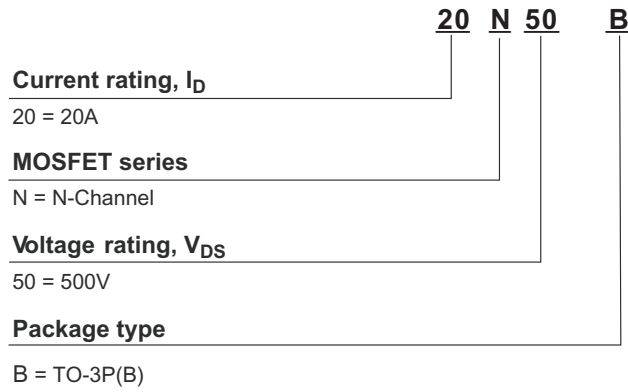 20 N 50 B
Current rating, ID
20 = 20A
MOSFET series
N = N-Channel
Voltage rating, VDS
50 = 500V
Package type
B = TO-3P(B)